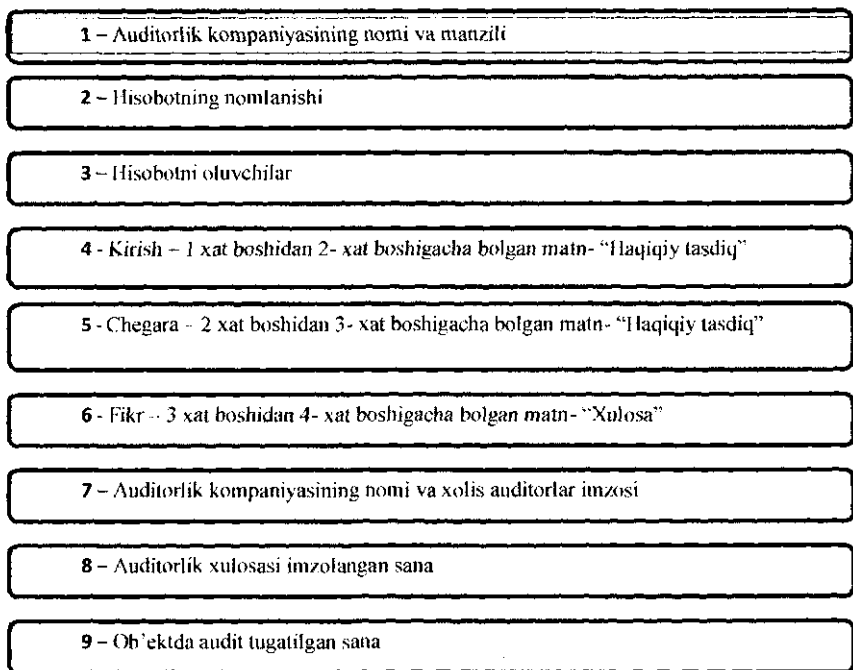 1 – Auditorlik kompaniyasining nomi va manzili
2 – Hisobotning nomlanishi
3 – Hisobotni oluvchilar
4 - Kirish – 1 xat boshidan 2- xat boshigacha bolgan matn- “Haqiqiy tasdiq”
5 - Chegara – 2 xat boshidan 3- xat boshigacha bolgan matn- “Haqiqiy tasdiq”
6 - Fikr – 3 xat boshidan 4- xat boshigacha bolgan matn- “Xulosa”
7 – Auditorlik kompaniyasining nomi va xolis auditorlar imzosi
8 – Auditorlik xulosasi imzolangan sana
9 – Ob’ektda audit tugatilgan sana